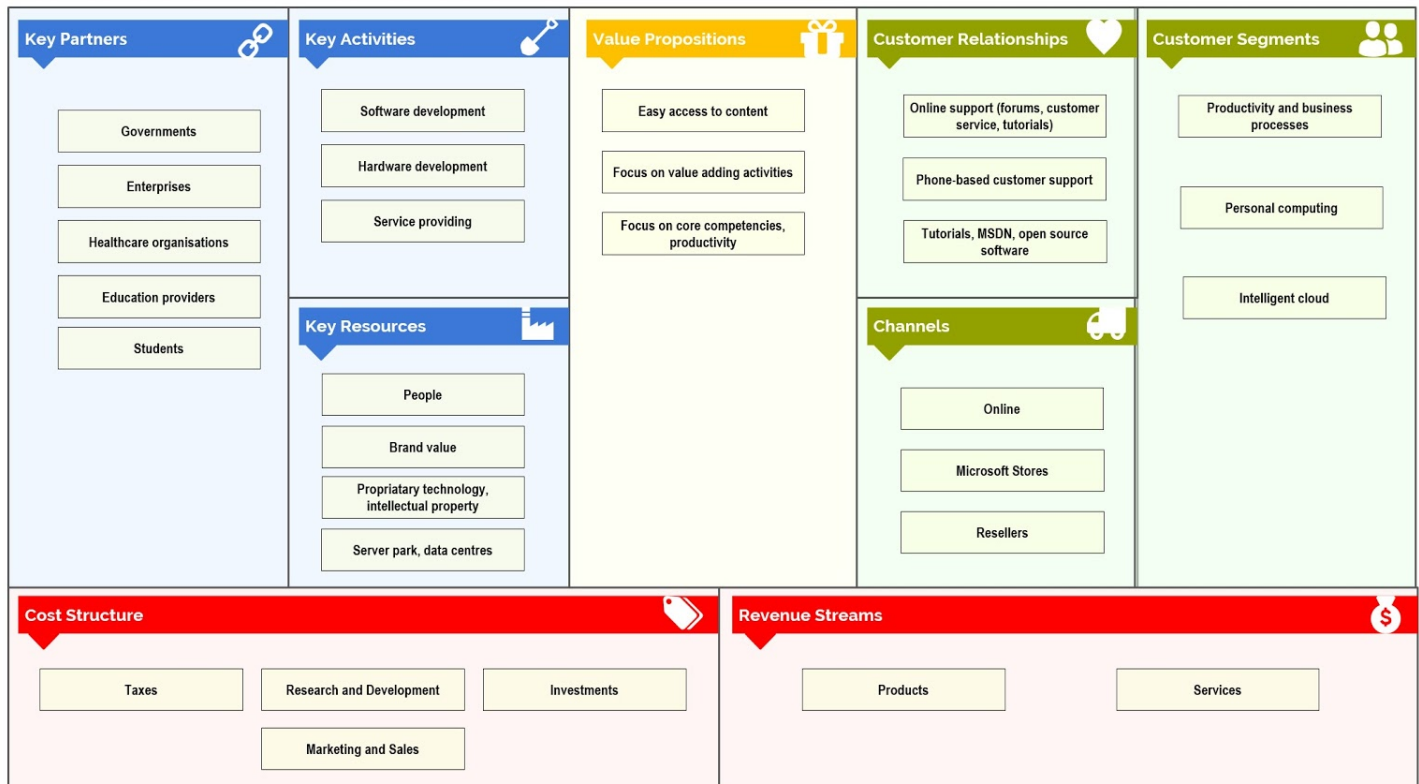 Key Partners
Governments
Enterprises
Healthcare organisations
Education providers
Students
Key Activities
Software development
Hardware development
Service providing
Key Resources
People
Brand value
Propriatary technology,
intellectual property
Server park, data centres
Value Propositions
Easy access to content
Focus on value adding activities
Focus on core competencies,
productivity
Customer Relationships
Online support (forums, customer
service, tutorials)
Phone-based customer support
Tutorials, MSDN, open source
software
Channels
Online
Microsoft Stores
Resellers
Customer Segments
Productivity and business
processes
Personal computing
Intelligent cloud
Cost Structure
Taxes
Research and Development
Investments
Marketing and Sales
Revenue Streams
$
Products
Services